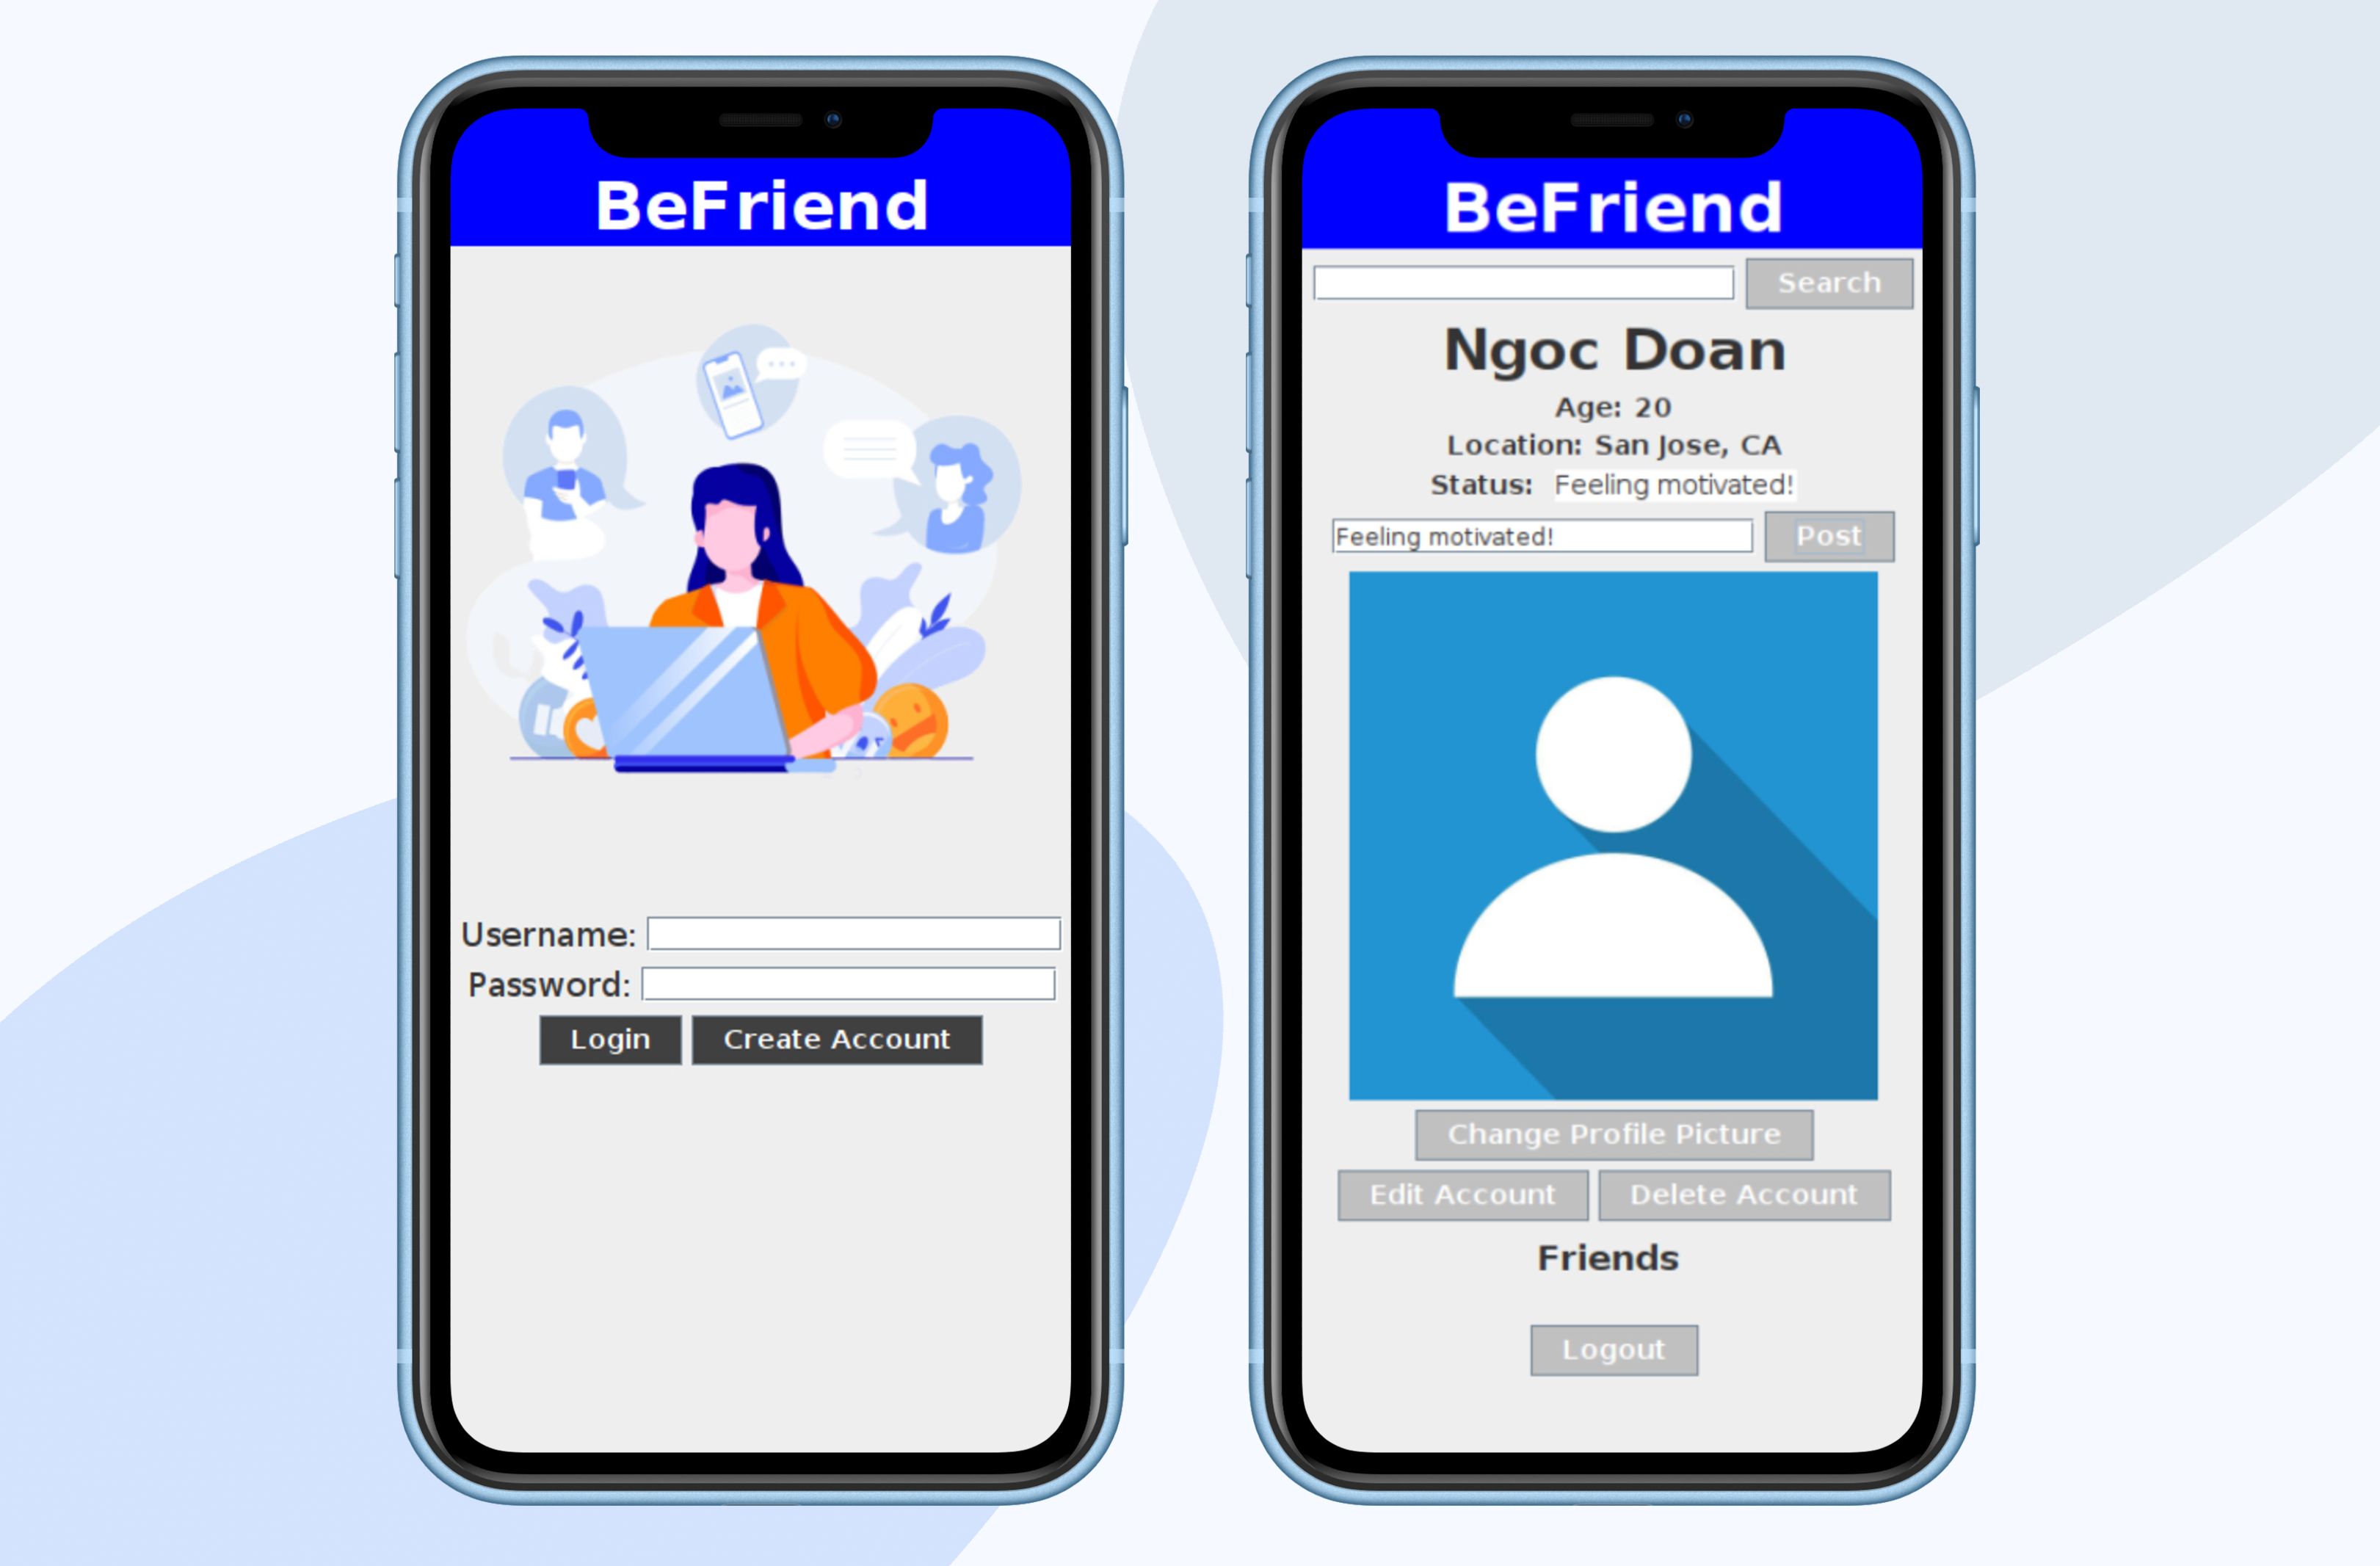 BeFriend
Username:
Password:
Login Create Account
BeFriend
Search
Ngoc Doan
Age: 20
Location: San Jose, CA
Status: Feeling motivated!
Feeling motivated! Post
Change Profile Picture
Edit Account Delete Account
Friends
Logout